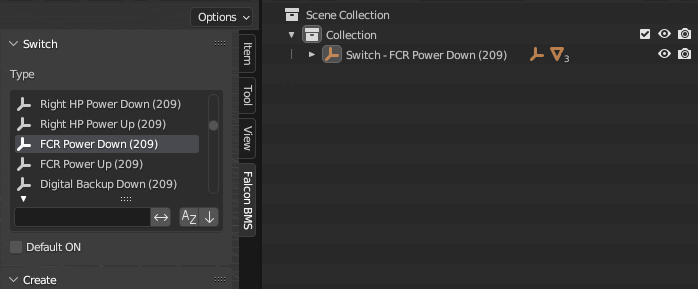 Options
Switch
Type
Right HP Power Down (209)
Right HP Power Up (209)
FCR Power Down (209)
FCR Power Up (209)
Digital Backup Down (209)
AZ
Default ON
Create
Item
Tool
View
Falcon BMS
Scene Collection
Collection
Switch - FCR Power Down (209)
3